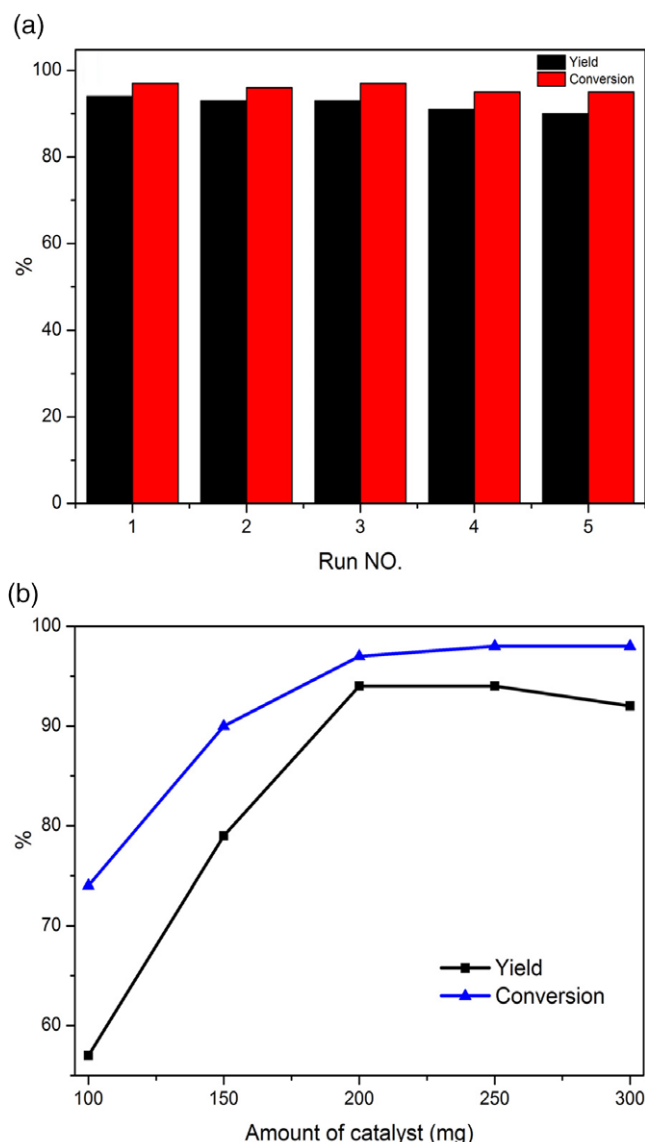 (a)
100
80
60
40
20
0
%
Yield
Conversion
1 2 3 4 5
Run NO.
(b)
100
90
80
70
60
%
Yield
Conversion
100 150 200 250 300
Amount of catalyst (mg)